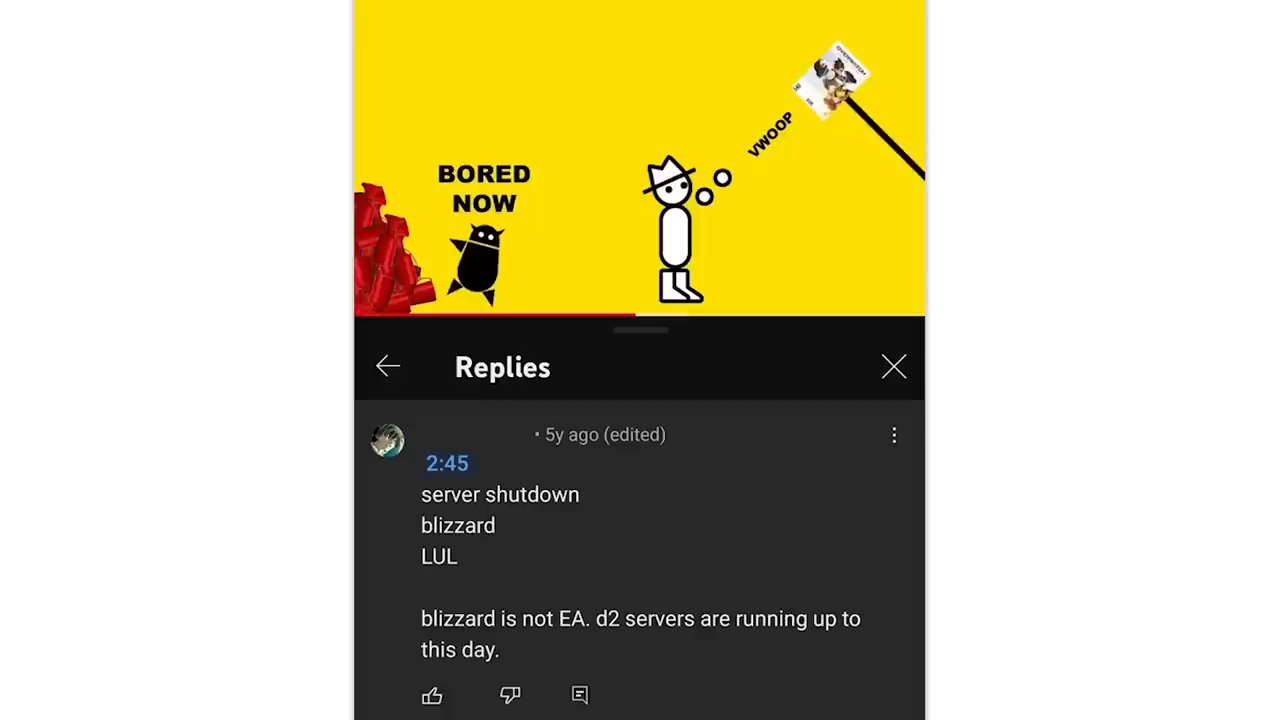 OVERWATCH
VWOOP
BORED
NOW
Replies
• 5y ago (edited)
2:45
server shutdown
blizzard
LUL
blizzard is not EA. d2 servers are running up to
this day.